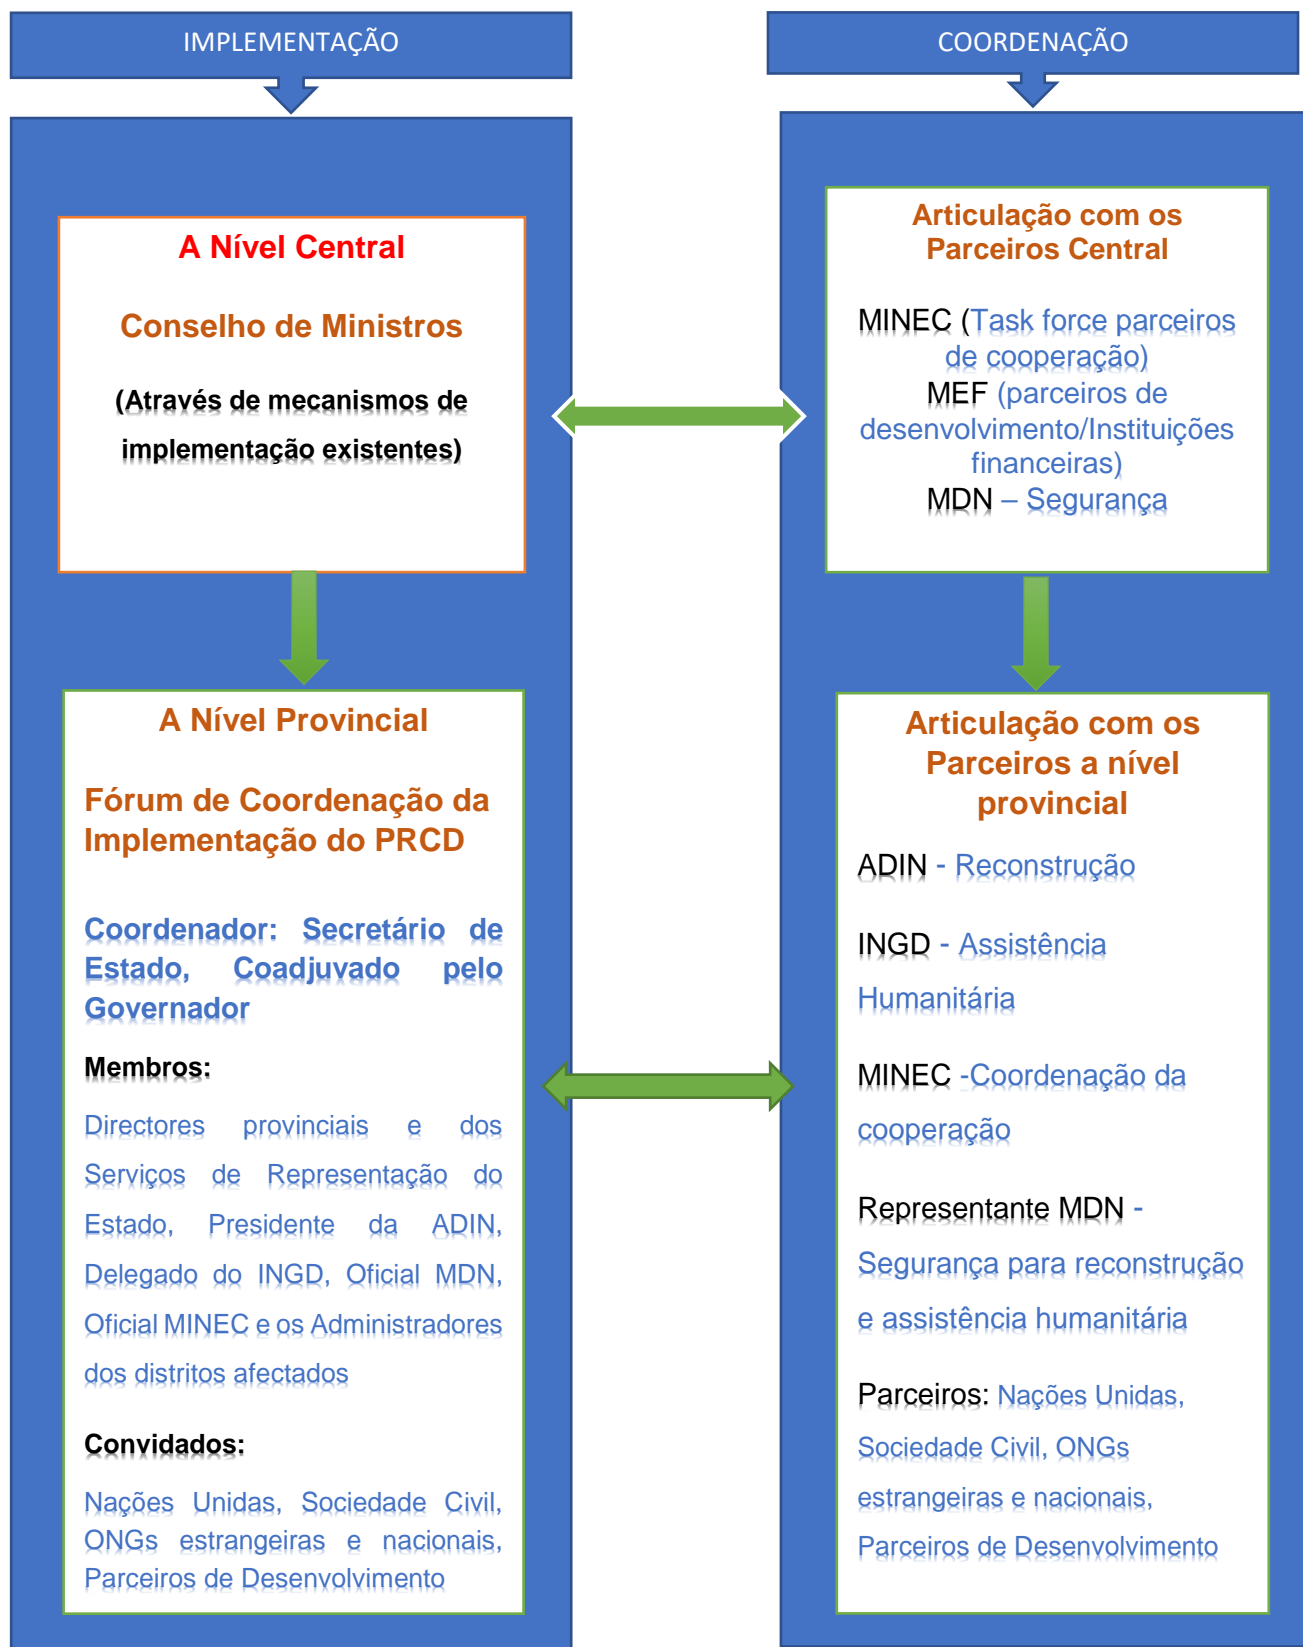 IMPLEMENTAÇÃO
A Nível Central
Conselho de Ministros
(Através de mecanismos de
implementação existentes)
A Nível Provincial
Fórum de Coordenação da
Implementação do PRCD
Coordenador: Secretário de
Estado, Coadjuvado pelo
Governador
Membros:
Directores provinciais e dos
Serviços de Representação do
Estado, Presidente da ADIN,
Delegado do INGD, Oficial MDN,
Oficial MINEC e os Administradores
dos distritos afectados
Convidados:
Nações Unidas, Sociedade Civil,
ONGs estrangeiras e nacionais,
Parceiros de Desenvolvimento
COORDENAÇÃO
Articulação com os
Parceiros Central
MINEC (Task force parceiros
de cooperação)
MEF (parceiros de
desenvolvimento/Instituições
financeiras)
MDN – Segurança
Articulação com os
Parceiros a nível
provincial
ADIN - Reconstrução
INGD - Assistência
Humanitária
MINEC -Coordenação da
cooperação
Representante MDN -
Segurança para reconstrução
e assistência humanitária
Parceiros: Nações Unidas,
Sociedade Civil, ONGs
estrangeiras e nacionais,
Parceiros de Desenvolvimento